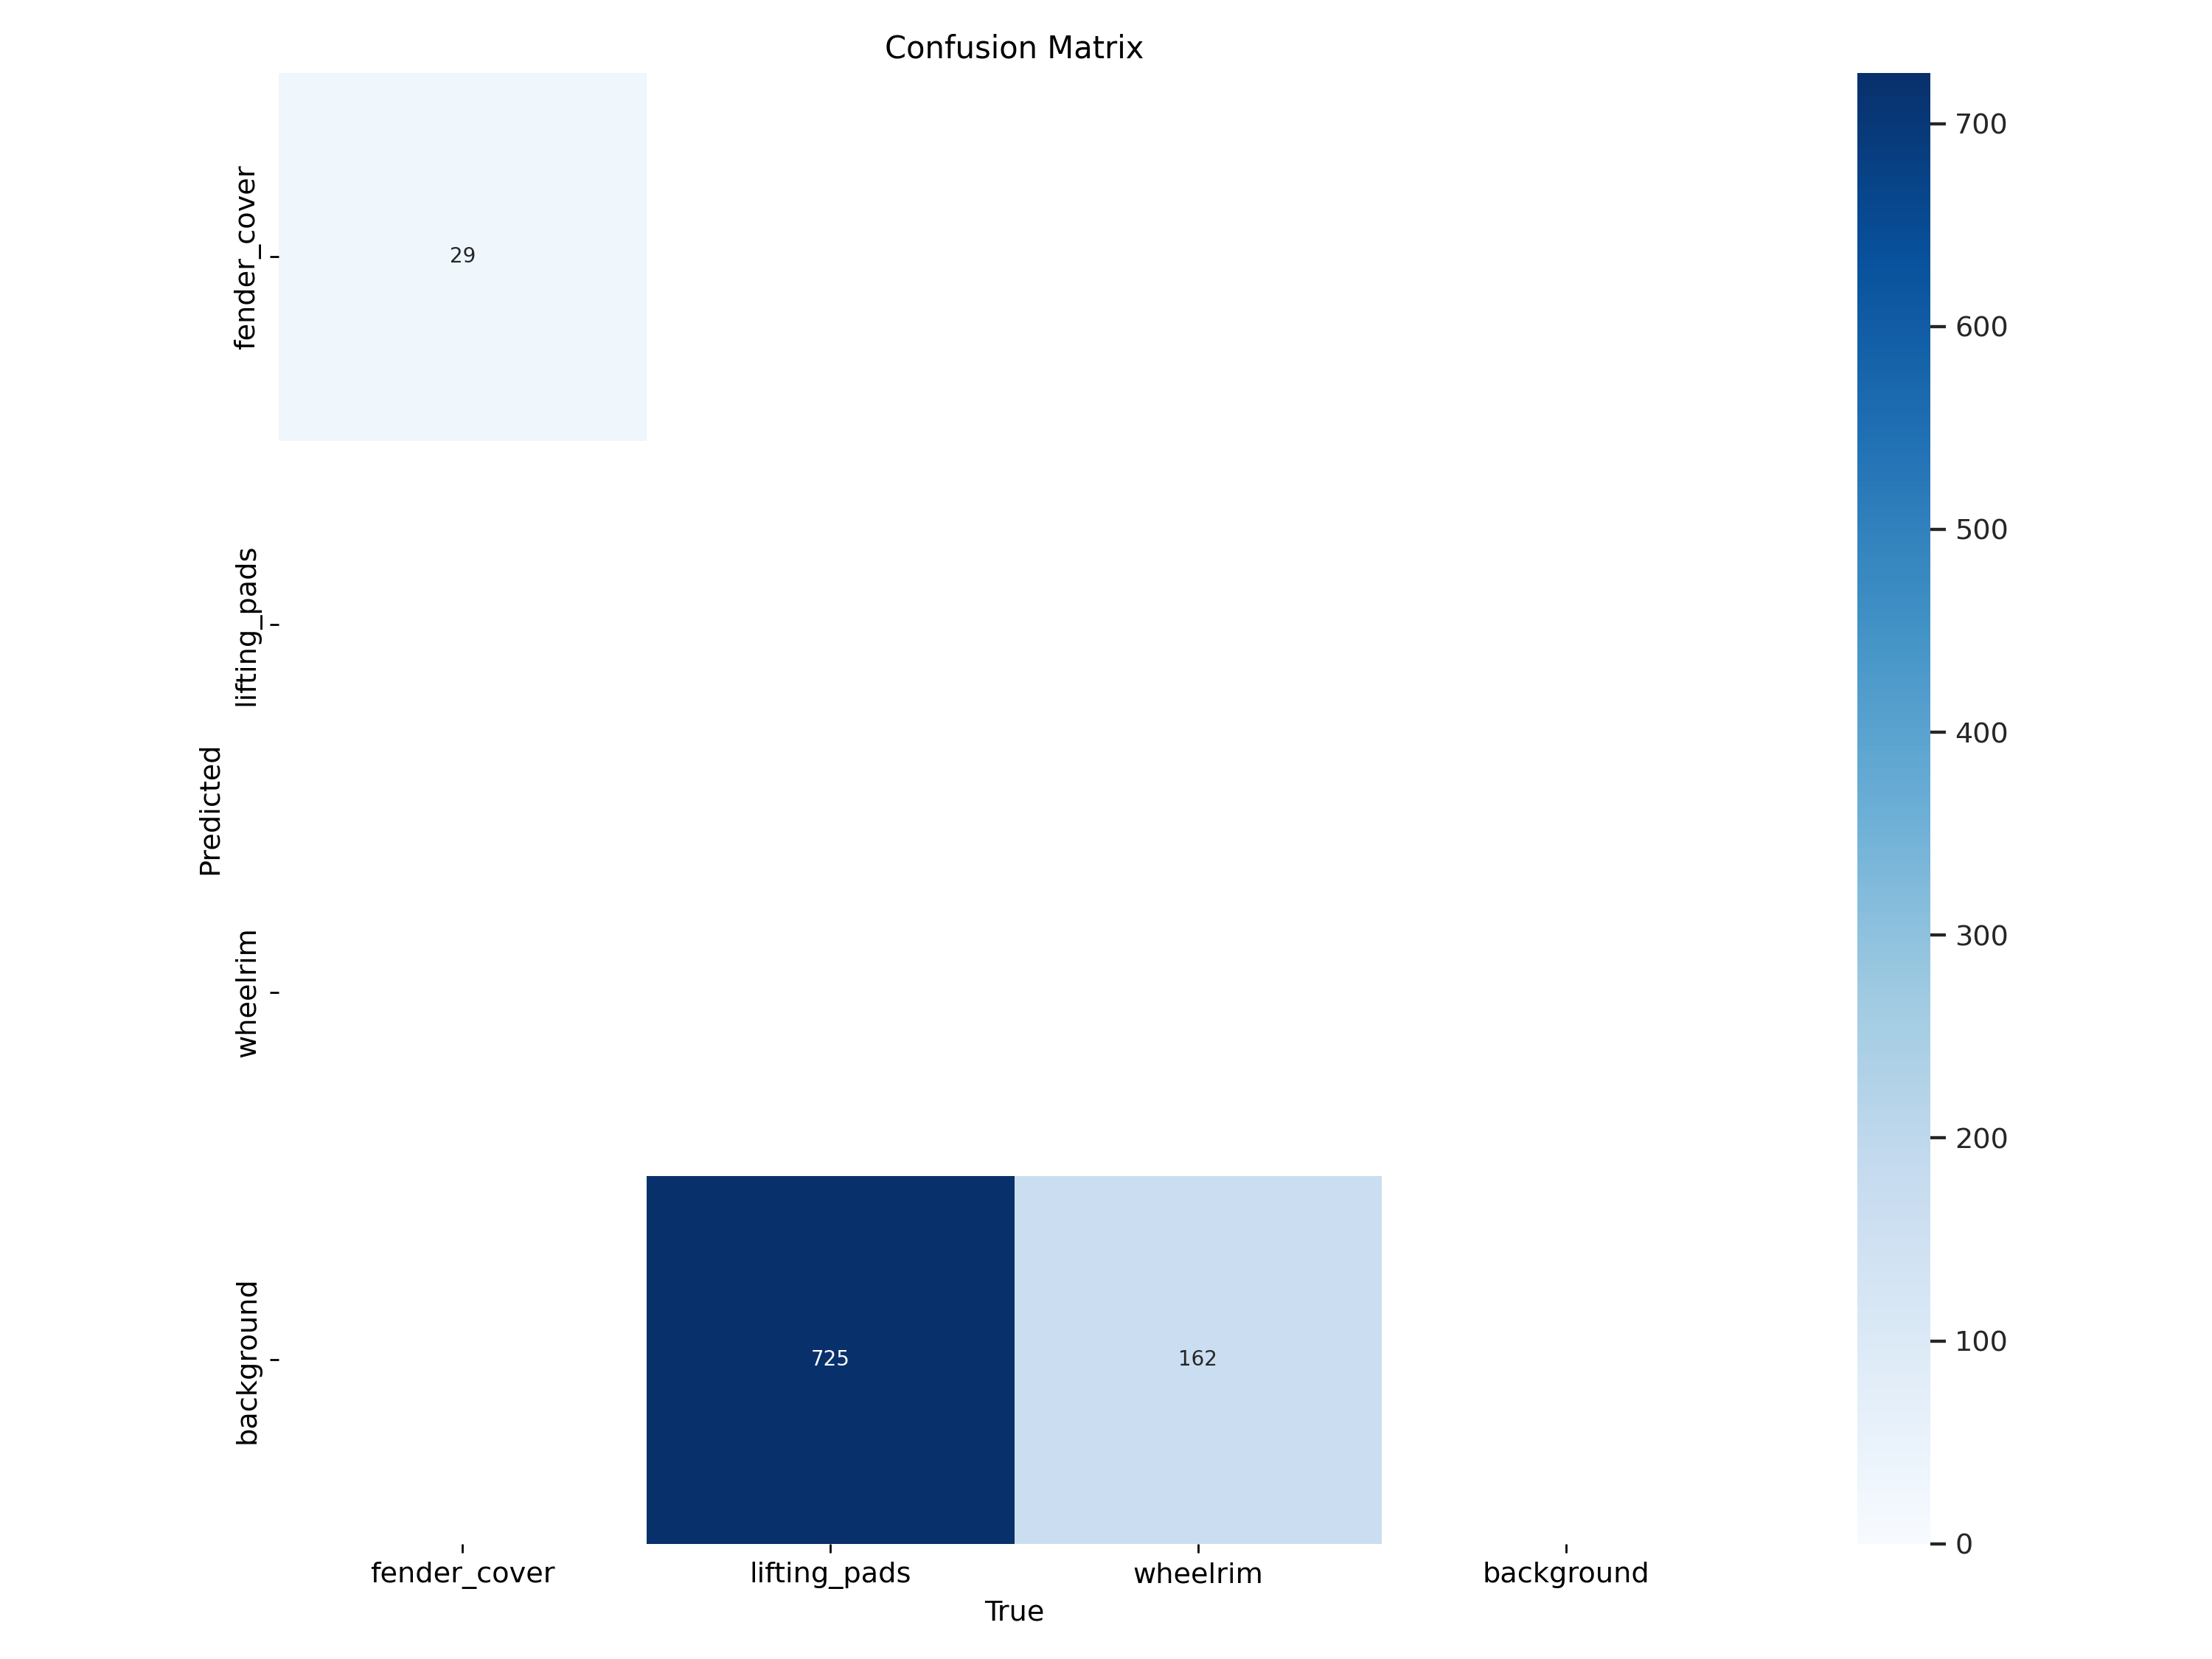 Confusion Matrix
fender_cover
lifting_pads
wheelrim
background
Predicted
29
725
162
fender_cover
lifting_pads
wheelrim
background
True
700
600
500
400
300
200
100
0